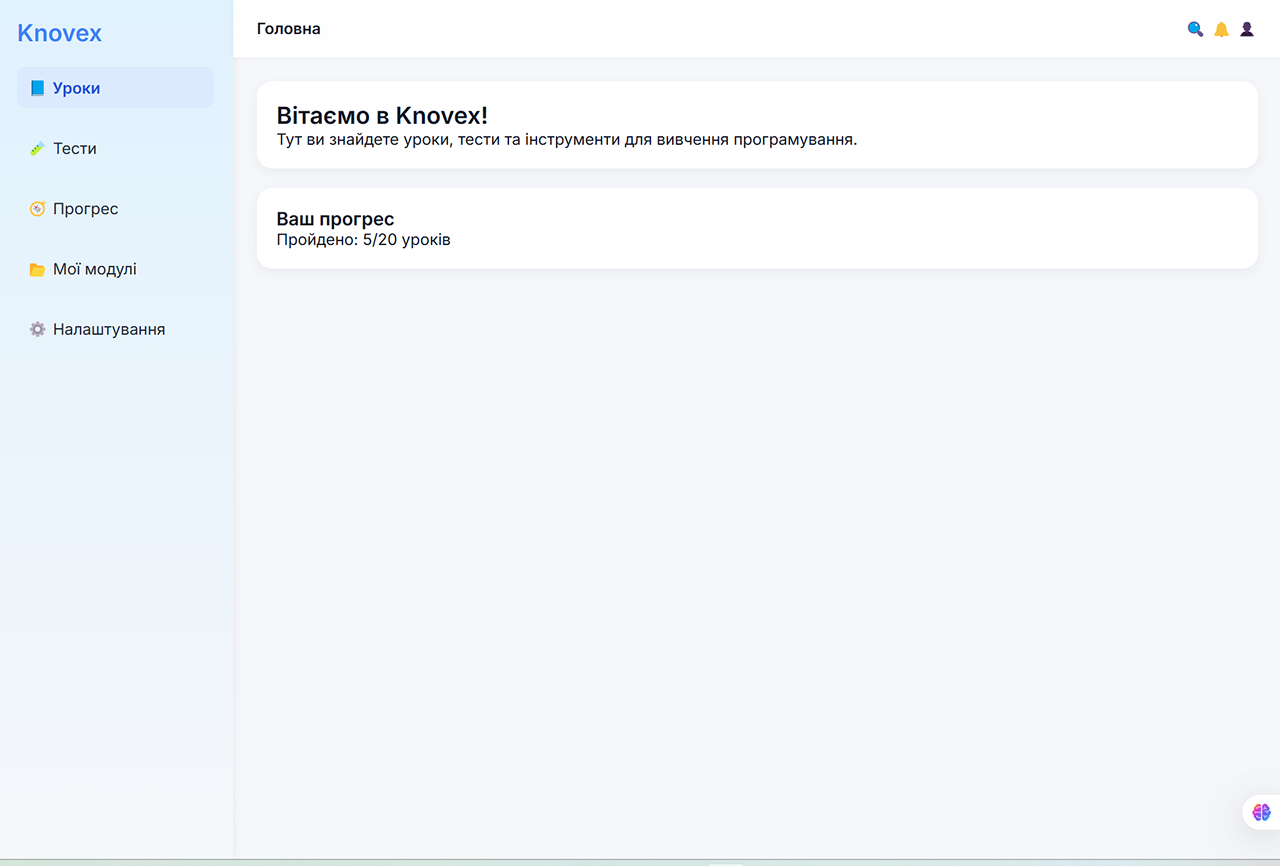 Knovex
Уроки
Тести
Прогрес
Мої модулі
Налаштування
Головна
Вітаємо в Knovex!
Тут ви знайдете уроки, тести та інструменти для вивчення програмування.
Ваш прогрес
Пройдено: 5/20 уроків